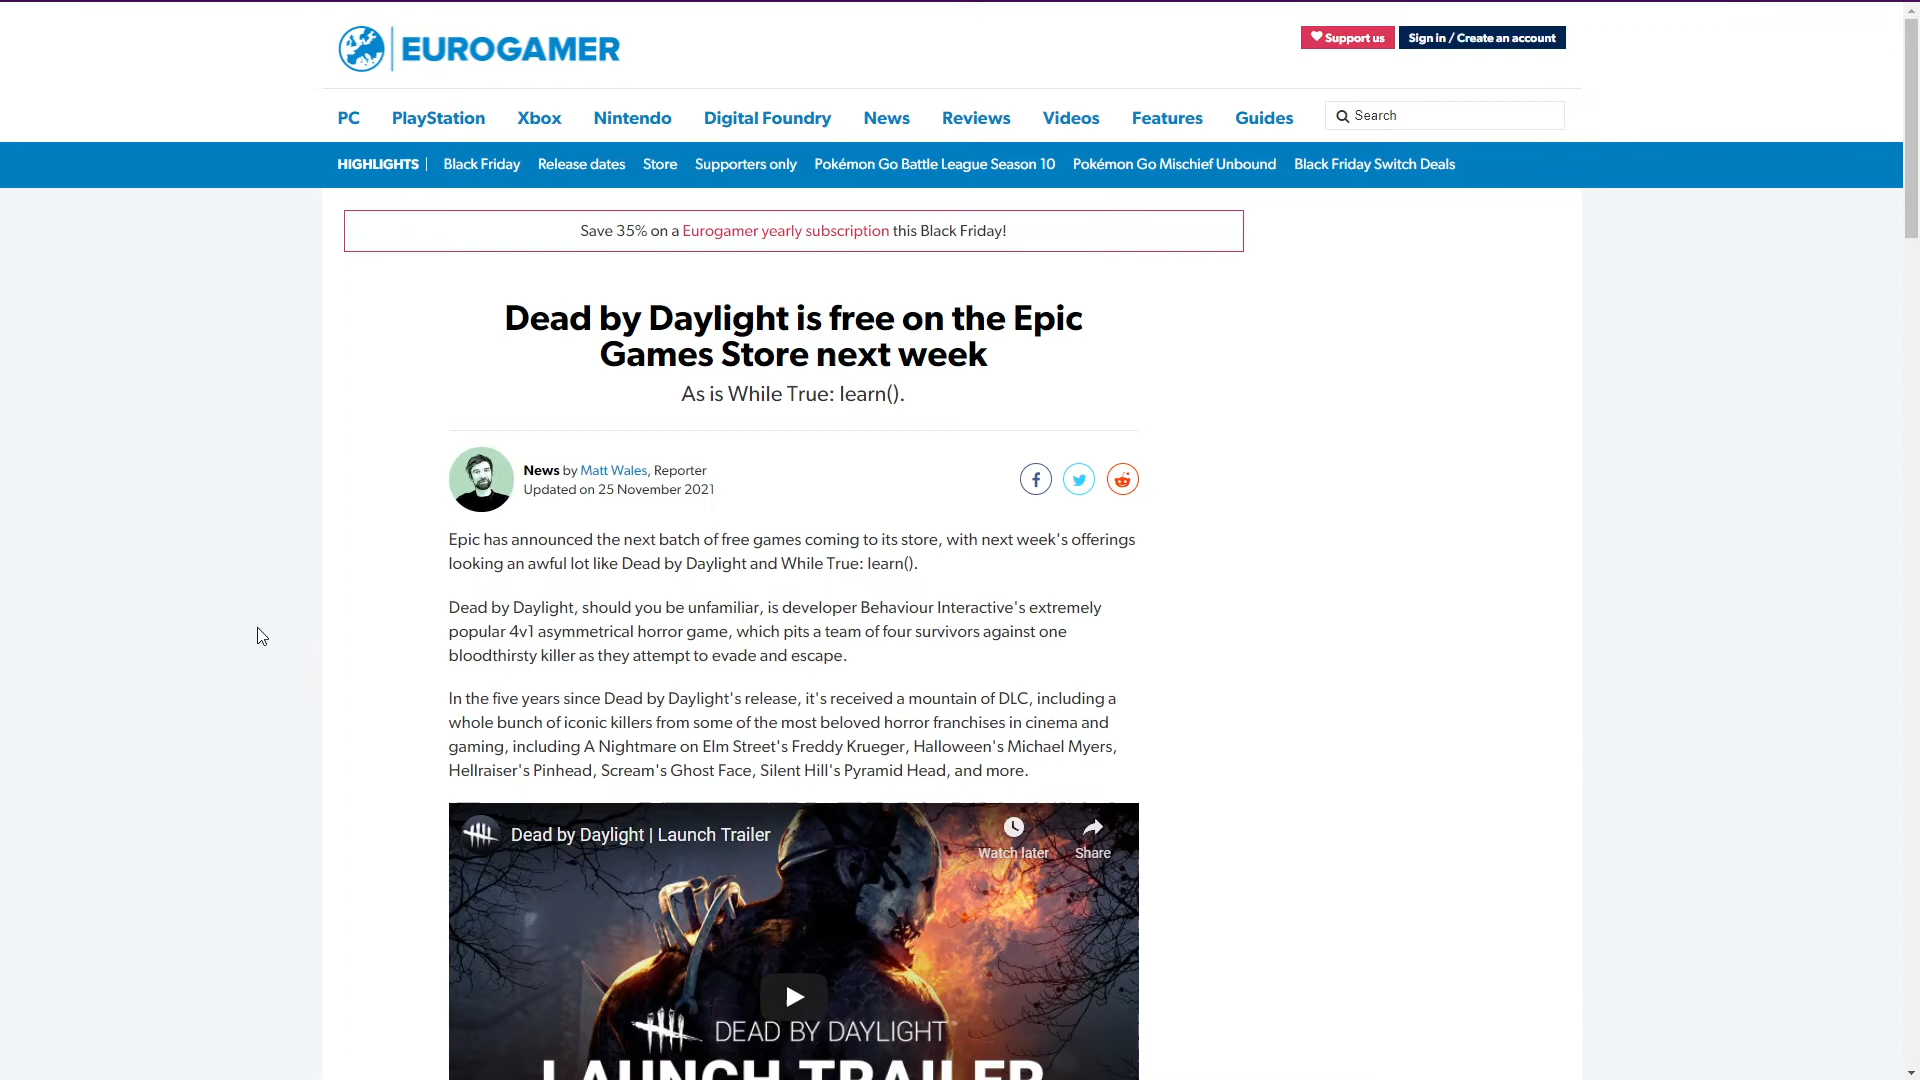 EUROGAMER
Support us
Sign in / Create an account
PC PlayStation Xbox Nintendo Digital Foundry News Reviews Videos Features Guides Search
HIGHLIGHTS | Black Friday Release dates Store Supporters only Pokémon Go Battle League Season 10 Pokémon Go Mischief Unbound Black Friday Switch Deals
Save 35% on a Eurogamer yearly subscription this Black Friday!
Dead by Daylight is free on the Epic
Games Store next week
As is While True: learn().
News by Matt Wales, Reporter
Updated on 25 November 2021
Epic has announced the next batch of free games coming to its store, with next week's offerings
looking an awful lot like Dead by Daylight and While True: learn().
Dead by Daylight, should you be unfamiliar, is developer Behaviour Interactive's extremely
popular 4v1 asymmetrical horror game, which pits a team of four survivors against one
bloodthirsty killer as they attempt to evade and escape.
In the five years since Dead by Daylight's release, it's received a mountain of DLC, including a
whole bunch of iconic killers from some of the most beloved horror franchises in cinema and
gaming, including A Nightmare on Elm Street's Freddy Krueger, Halloween's Michael Myers,
Hellraiser's Pinhead, Scream's Ghost Face, Silent Hill's Pyramid Head, and more.
Dead by Daylight | Launch Trailer
Watch later Share
DEAD BY DAYLIGHT
LAUNCH TRAILER